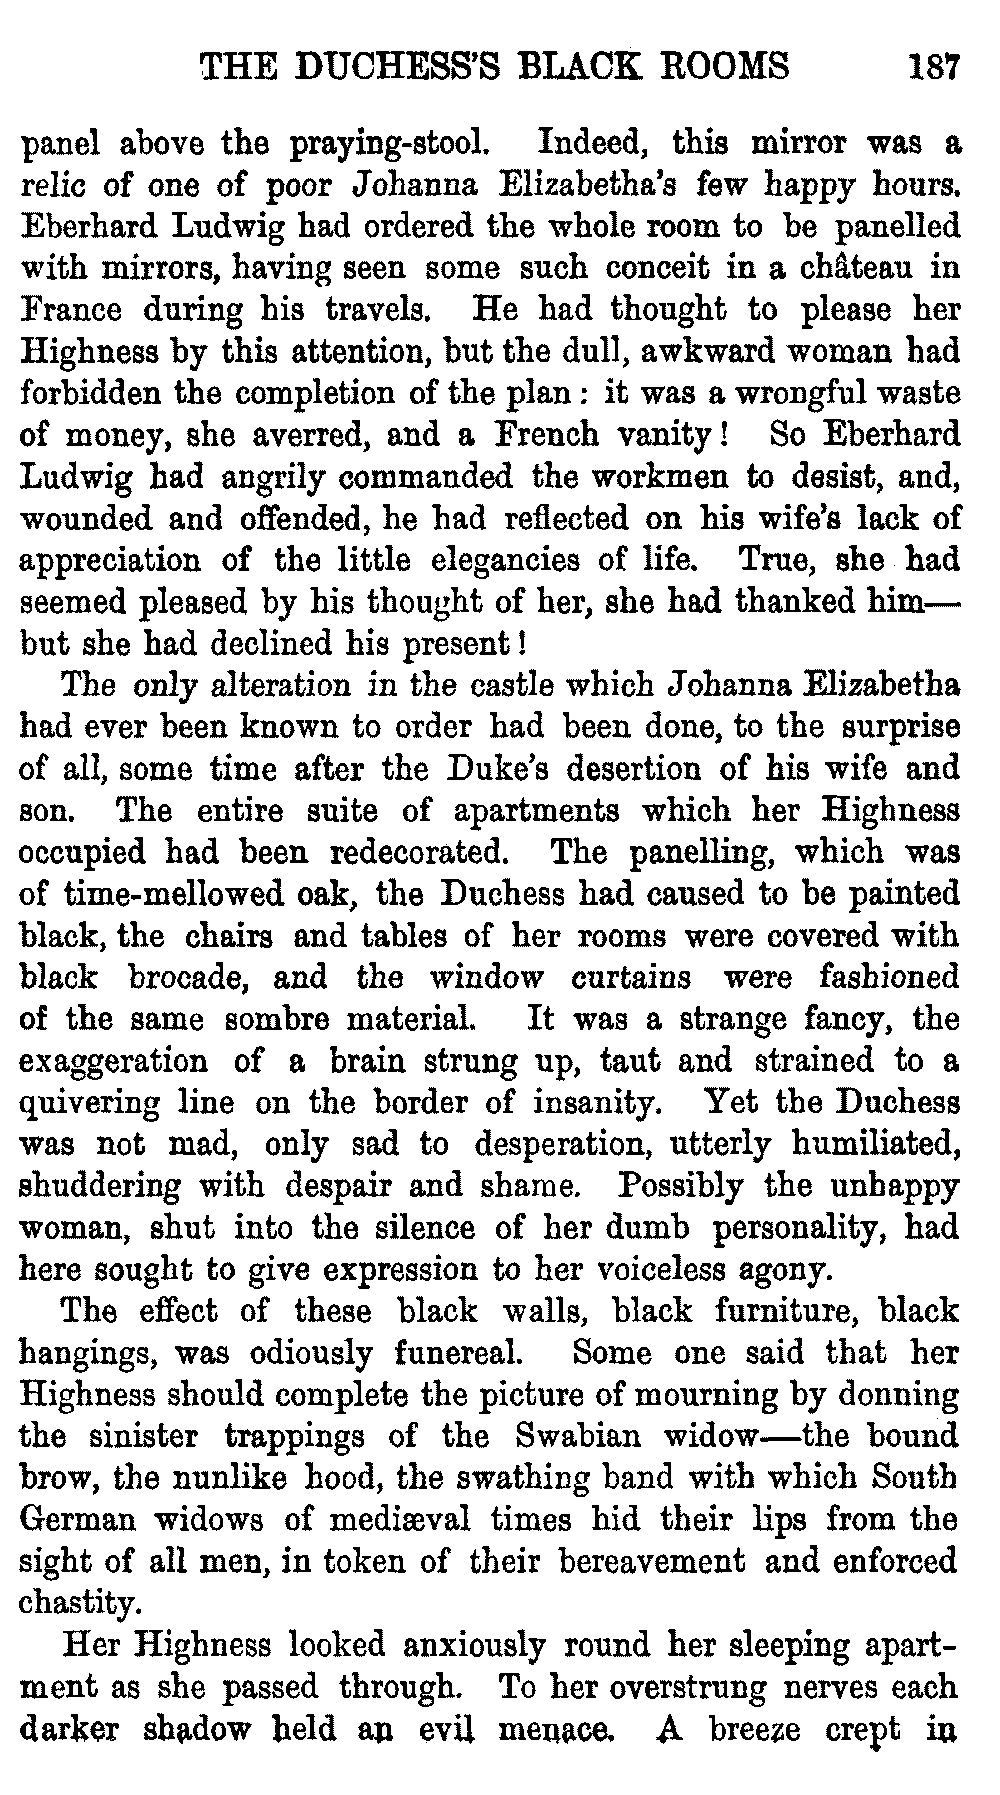 THE DUCHESS'S BLACK ROOMS 187
panel above the praying-stool. Indeed, this mirror was a
relic of one of poor Johanna Elizabetha's few happy hours.
Eberhard Ludwig had ordered the whole room to be panelled
with mirrors, having seen some such conceit in a château in
France during his travels. He had thought to please her
Highness by this attention, but the dull, awkward woman had
forbidden the completion of the plan : it was a wrongful waste
of money, she averred, and a French vanity ! So Eberhard
Ludwig had angrily commanded the workmen to desist, and,
wounded and offended, he had reflected on his wife's lack of
appreciation of the little elegancies of life. True, she had
seemed pleased by his thought of her, she had thanked him—
but she had declined his present !
The only alteration in the castle which Johanna Elizabetha
had ever been known to order had been done, to the surprise
of all, some time after the Duke's desertion of his wife and
son. The entire suite of apartments which her Highness
occupied had been redecorated. The panelling, which was
of time-mellowed oak, the Duchess had caused to be painted
black, the chairs and tables of her rooms were covered with
black brocade, and the window curtains were fashioned
of the same sombre material. It was a strange fancy, the
exaggeration of a brain strung up, taut and strained to a
quivering line on the border of insanity. Yet the Duchess
was not mad, only sad to desperation, utterly humiliated,
shuddering with despair and shame. Possibly the unhappy
woman, shut into the silence of her dumb personality, had
here sought to give expression to her voiceless agony.
The effect of these black walls, black furniture, black
hangings, was odiously funereal. Some one said that her
Highness should complete the picture of mourning by donning
the sinister trappings of the Swabian widow—the bound
brow, the nunlike hood, the swathing band with which South
German widows of mediæval times hid their lips from the
sight of all men, in token of their bereavement and enforced
chastity.
Her Highness looked anxiously round her sleeping apart-
ment as she passed through. To her overstrung nerves each
darker shadow held an evil menace. A breeze crept in